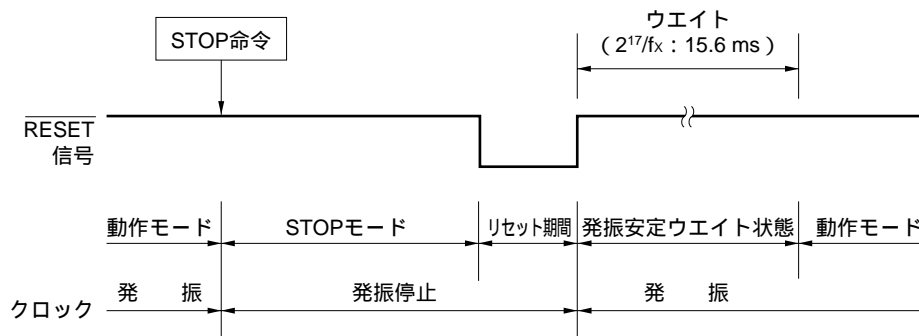 ウエイト
（2¹⁷/fx：15.6 ms）
STOP命令
RESET
信号
動作モード STOPモード リセット期間 発振安定ウエイト状態 動作モード
クロック 発 振 発振停止 発 振